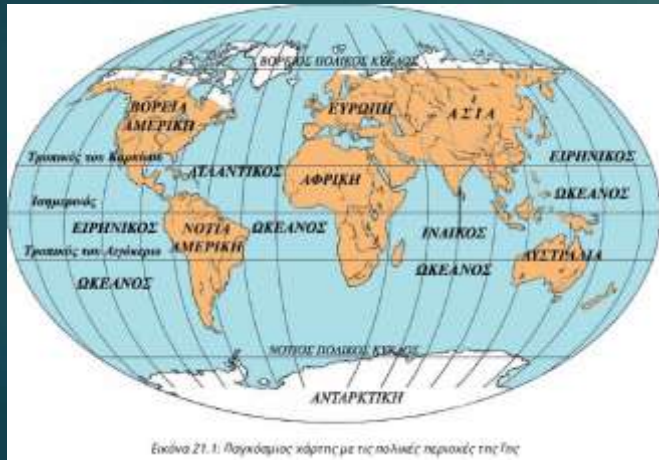 ΒΟΡΕΙΟΣ ΠΟΛΙΚΟΣ ΚΥΚΛΟΣ
ΒΟΡΕΙΑ
ΑΜΕΡΙΚΗ
ΕΥΡΩΠΗ
ΑΣΙΑ
Τροπικός του Καρκίνου
ΑΤΛΑΝΤΙΚΟΣ
ΑΦΡΙΚΗ
ΕΙΡΗΝΙΚΟΣ
ΩΚΕΑΝΟΣ
Ισημερινός
ΕΙΡΗΝΙΚΟΣ
ΝΟΤΙΑ
ΑΜΕΡΙΚΗ
ΩΚΕΑΝΟΣ
ΙΝΔΙΚΟΣ
Τροπικός του Αιγόκερω
ΑΥΣΤΡΑΛΙΑ
ΩΚΕΑΝΟΣ
ΩΚΕΑΝΟΣ
ΝΟΤΙΟΣ ΠΟΛΙΚΟΣ ΚΥΚΛΟΣ
ΑΝΤΑΡΚΤΙΚΗ
Εικόνα 21.1: Παγκόσμιος χάρτης με τις πολικές περιοχές της Γης